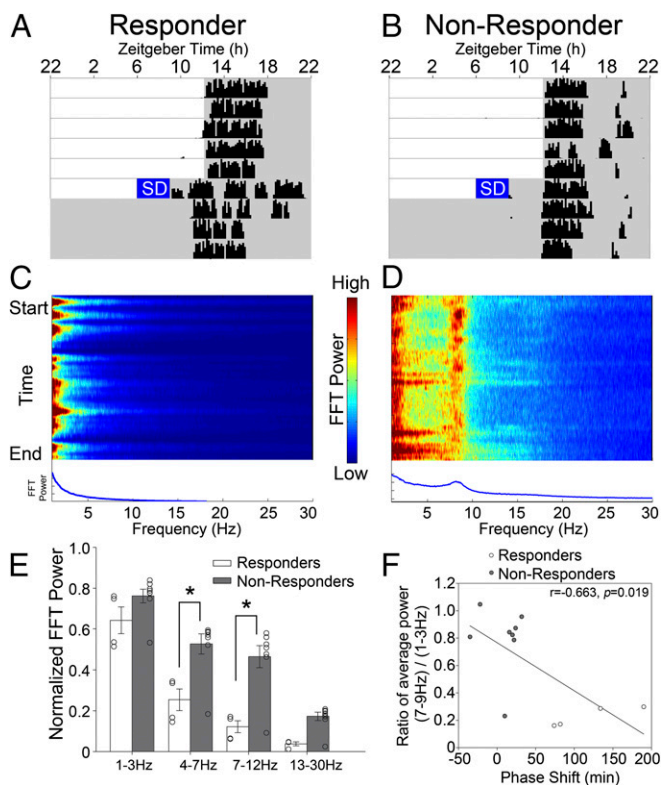 A Responder
Zeitgeber Time (h)
22 2 6 10 14 18 22
SD
B Non-Responder
Zeitgeber Time (h)
22 2 6 10 14 18 22
SD
C
Start
Time
End
FFT
Power
5 10 15 20 25 30
Frequency (Hz)
High
FFT Power
Low
D
5 10 15 20 25 30
Frequency (Hz)
E
Responders
Non-Responders
Normalized FFT Power
1.0
0.8
0.6
0.4
0.2
0
* *
1-3Hz 4-7Hz 7-12Hz 13-30Hz
F
Responders
Non-Responders
r=-0.663, p=0.019
Ratio of average power
(7-9Hz) / (1-3Hz)
1.2
1.0
0.8
0.6
0.4
0.2
0
-50 0 50 100 150 200
Phase Shift (min)